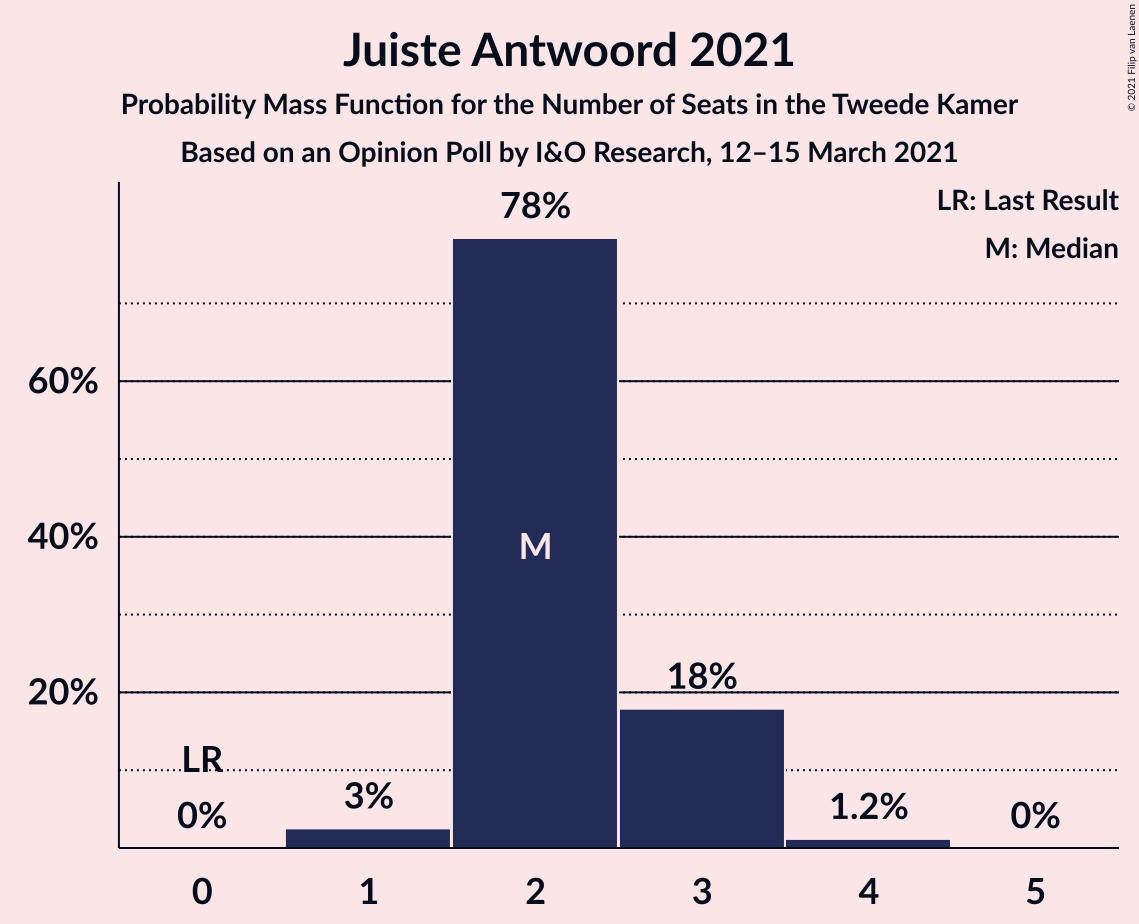 Juiste Antwoord 2021
Probability Mass Function for the Number of Seats in the Tweede Kamer
Based on an Opinion Poll by I&O Research, 12–15 March 2021
© 2021 Filip van Laenen
LR: Last Result
M: Median
78%
60%
40%
20%
M
18%
LR
0%
3%
1.2%
0%
0 1 2 3 4 5